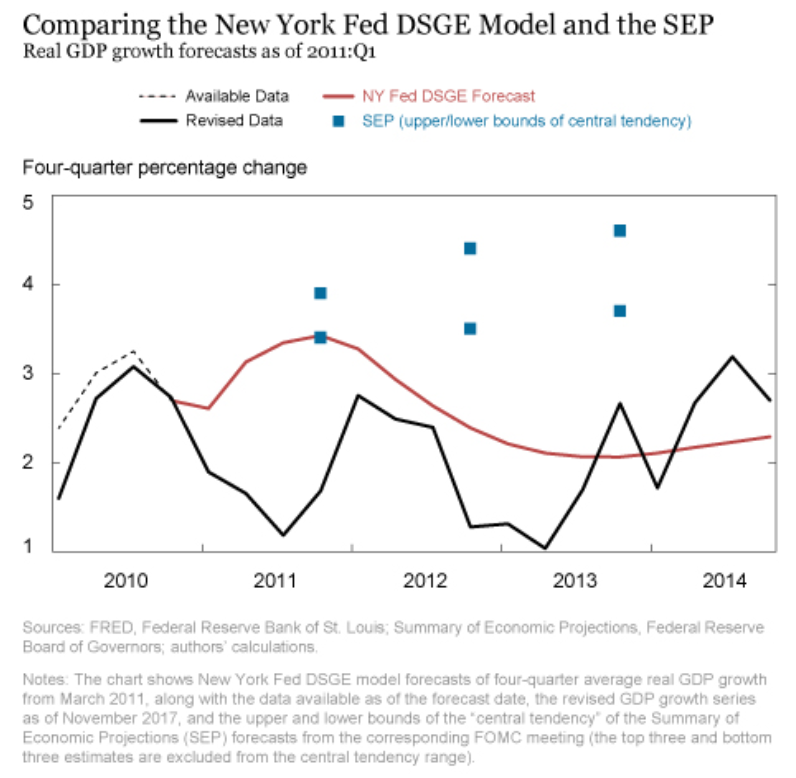 Comparing the New York Fed DSGE Model and the SEP
Real GDP growth forecasts as of 2011:Q1
Available Data
NY Fed DSGE Forecast
Revised Data
SEP (upper/lower bounds of central tendency)
Four-quarter percentage change
5
4
3
2
1
2010 2011 2012 2013 2014
Sources: FRED, Federal Reserve Bank of St. Louis; Summary of Economic Projections, Federal Reserve
Board of Governors; authors' calculations.
Notes: The chart shows New York Fed DSGE model forecasts of four-quarter average real GDP growth
from March 2011, along with the data available as of the forecast date, the revised GDP growth series
as of November 2017, and the upper and lower bounds of the "central tendency" of the Summary of
Economic Projections (SEP) forecasts from the corresponding FOMC meeting (the top three and bottom
three estimates are excluded from the central tendency range).